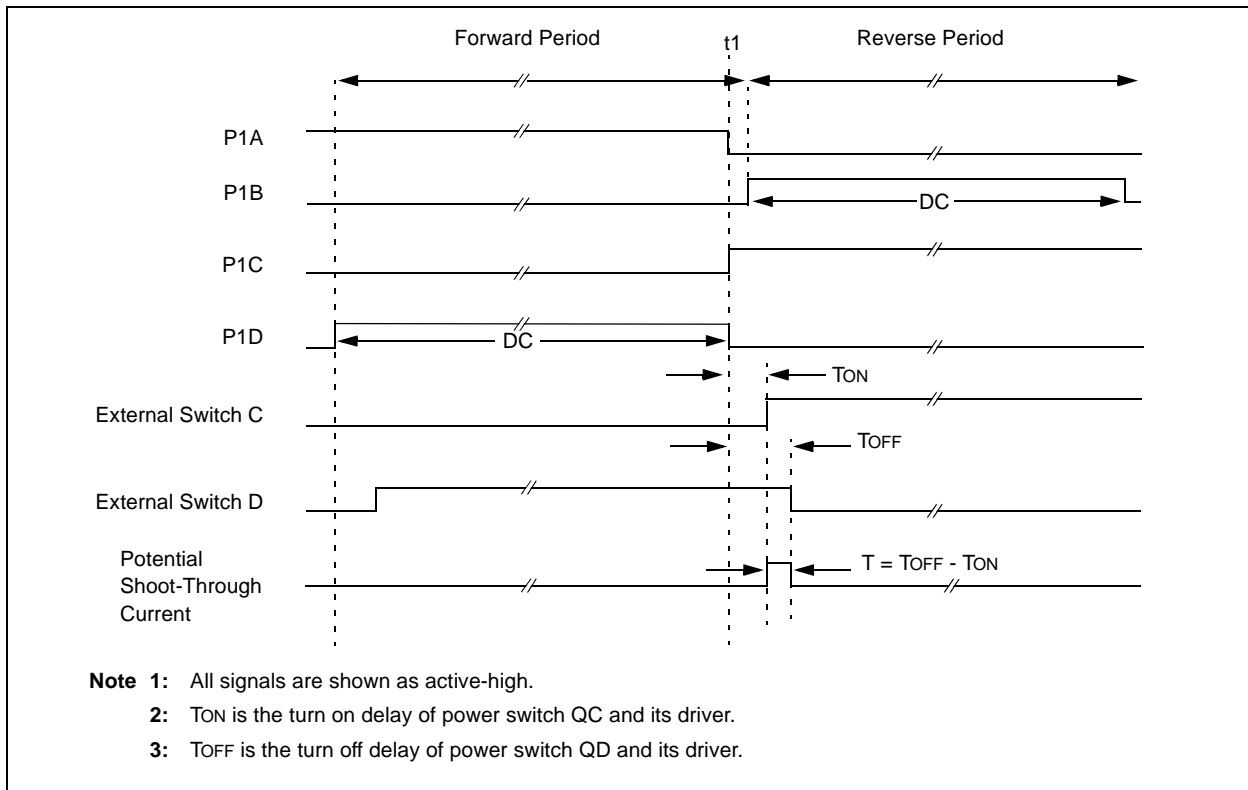 Forward Period t1 Reverse Period
P1A
P1B
DC
P1C
P1D
DC
TON
External Switch C
TOFF
External Switch D
Potential
Shoot-Through
Current
T = TOFF - TON
Note 1: All signals are shown as active-high.
2: TON is the turn on delay of power switch QC and its driver.
3: TOFF is the turn off delay of power switch QD and its driver.